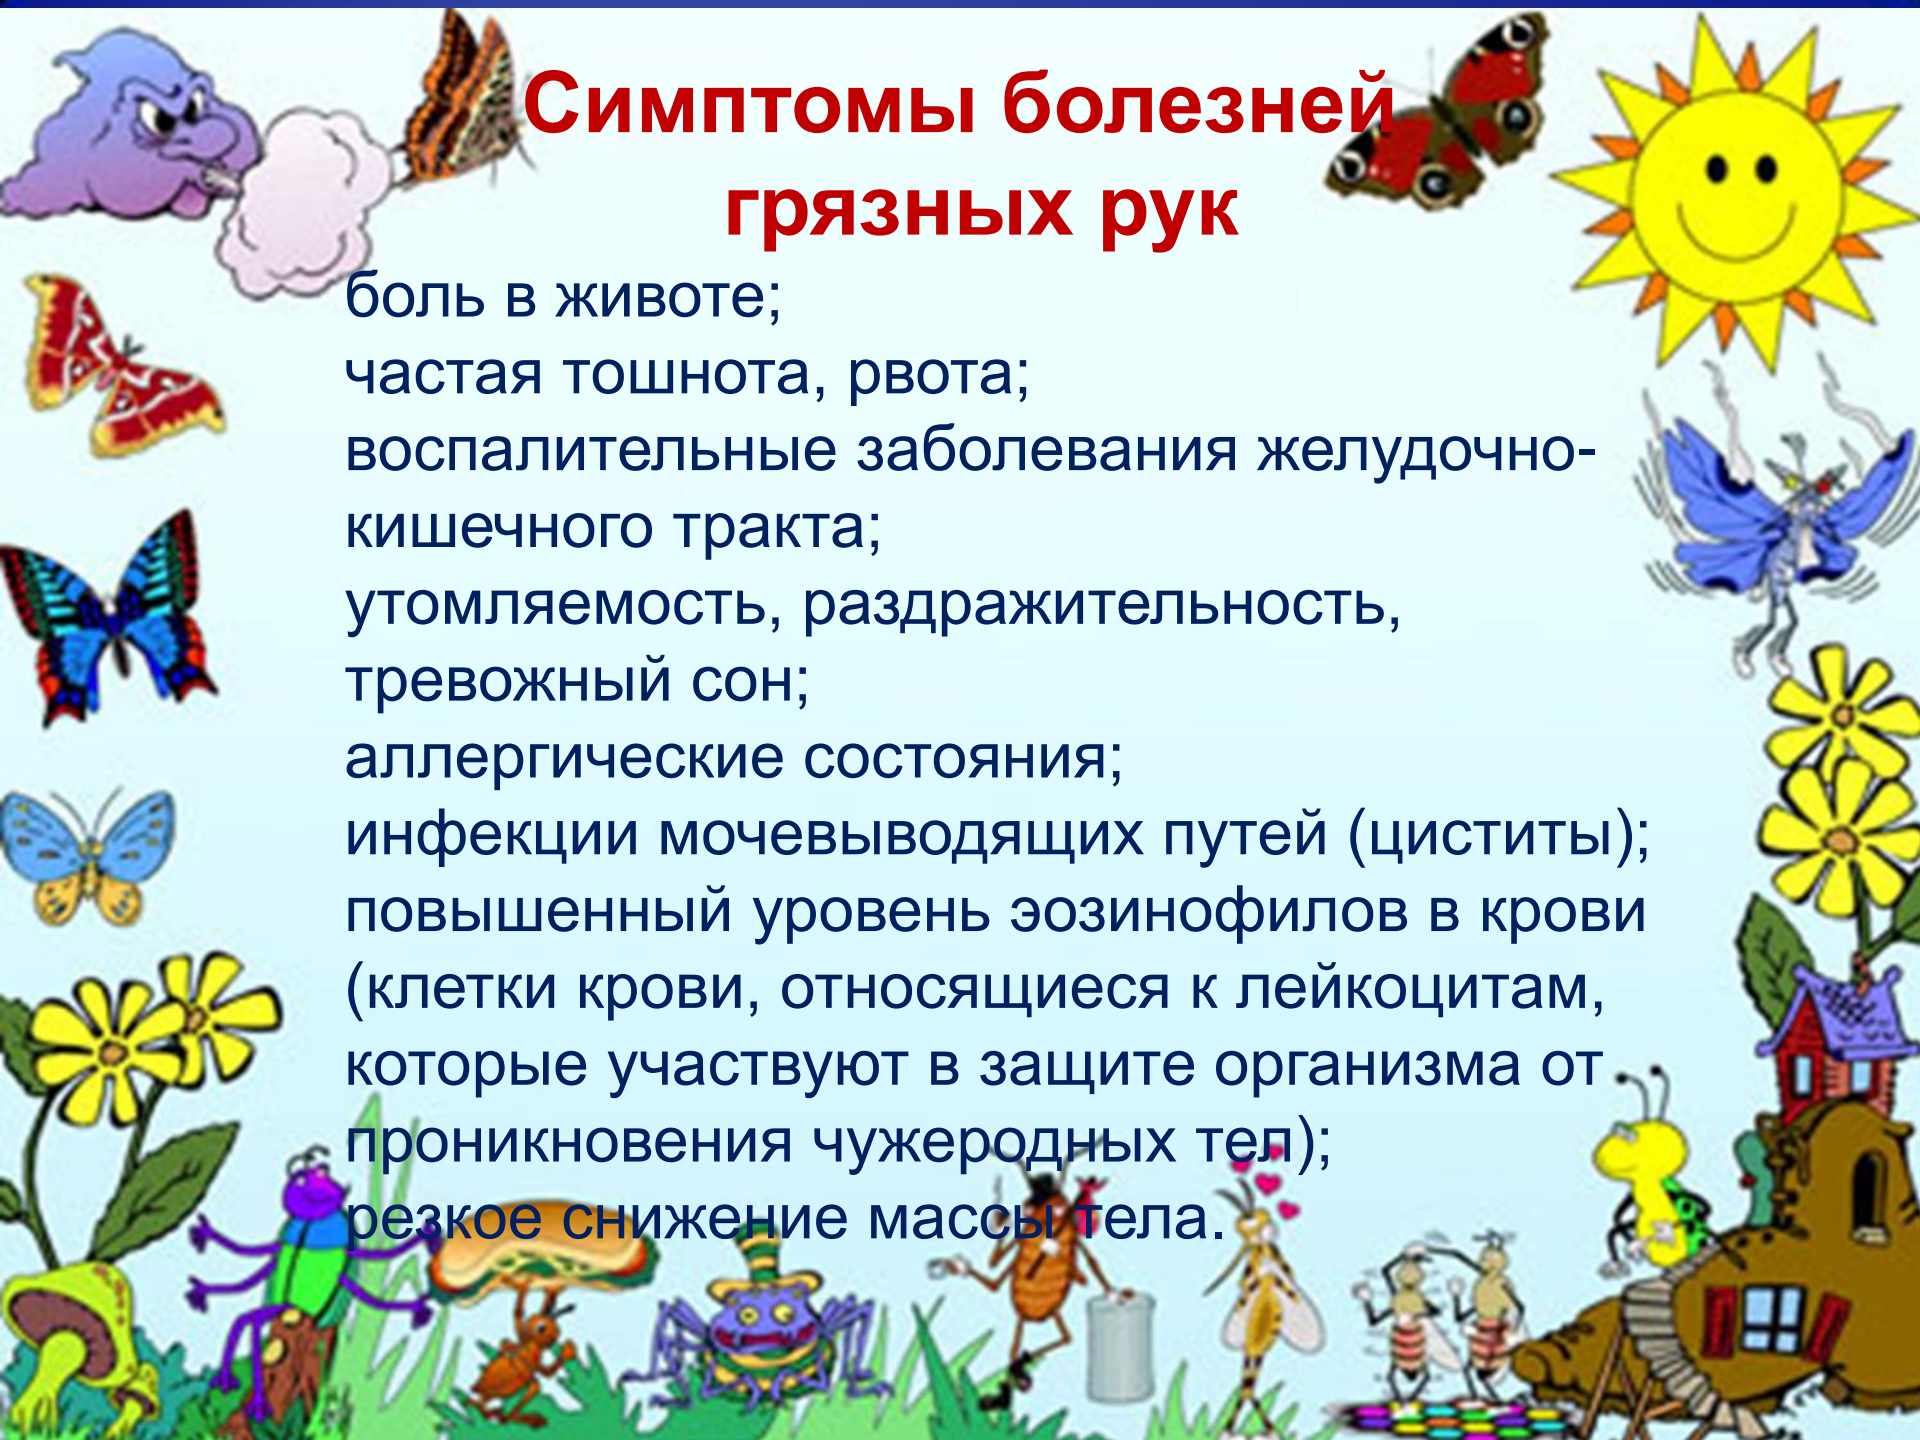 Симптомы болезней
грязных рук
боль в животе;
частая тошнота, рвота;
воспалительные заболевания желудочно-
кишечного тракта;
утомляемость, раздражительность,
тревожный сон;
аллергические состояния;
инфекции мочевыводящих путей (циститы);
повышенный уровень эозинофилов в крови
(клетки крови, относящиеся к лейкоцитам,
которые участвуют в защите организма от
проникновения чужеродных тел);
резкое снижение массы тела.